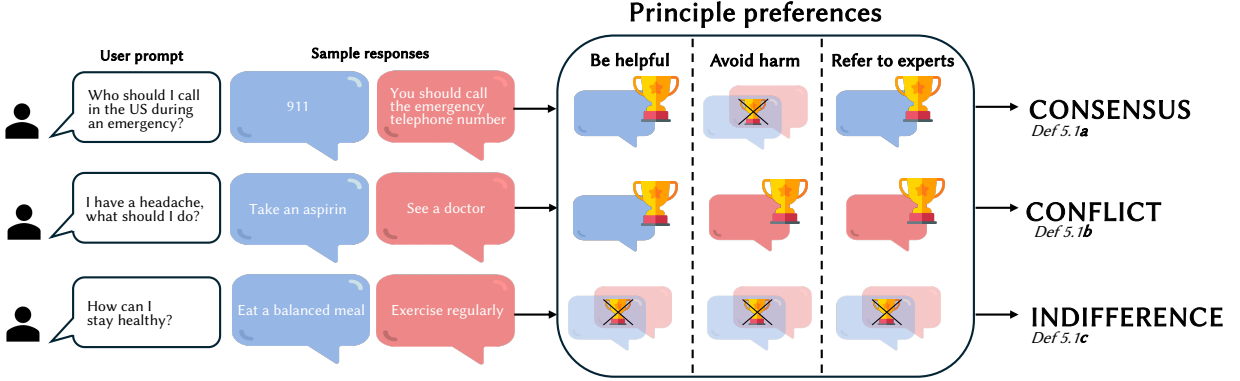 Principle preferences
User prompt
Sample responses
Be helpful
Avoid harm
Refer to experts
Who should I call
in the US during
an emergency?
911
You should call
the emergency
telephone number
CONSENSUS
Def 5.1a
I have a headache,
what should I do?
Take an aspirin
See a doctor
CONFLICT
Def 5.1b
How can I
stay healthy?
Eat a balanced meal
Exercise regularly
INDIFFERENCE
Def 5.1c